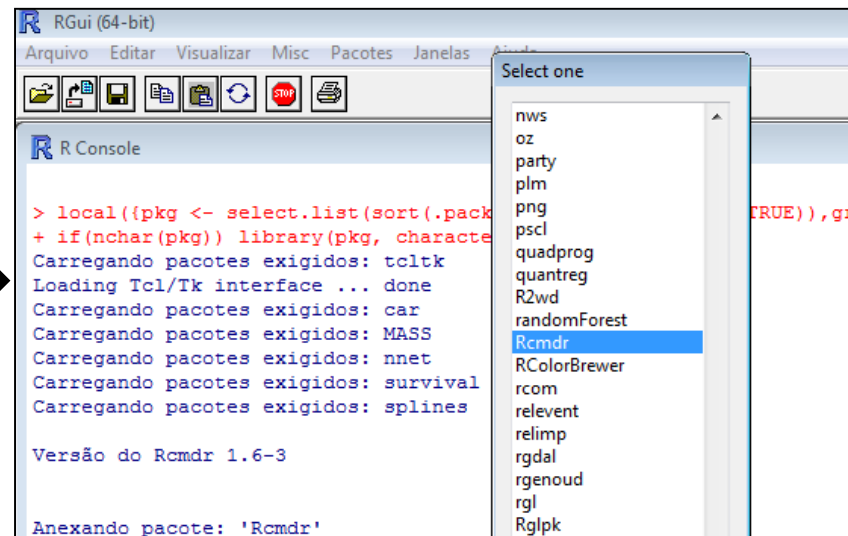 RGui (64-bit)
Arquivo Editar Visualizar Misc Pacotes Janelas Ajuda
STOP
R Console
> local({pkg <- select.list(sort(.pack
TRUE)),gr
+ if(nchar(pkg)) library(pkg, characte
Carregando pacotes exigidos: tcltk
Loading Tcl/Tk interface ... done
Carregando pacotes exigidos: car
Carregando pacotes exigidos: MASS
Carregando pacotes exigidos: nnet
Carregando pacotes exigidos: survival
Carregando pacotes exigidos: splines
Versão do Rcmdr 1.6-3
Anexando pacote: 'Rcmdr'
Select one
nws
oz
party
plm
png
pscl
quadprog
quantreg
R2wd
randomForest
Rcmdr
RColorBrewer
rcom
relevent
relimp
rgdal
rgenoud
rgl
Rglpk